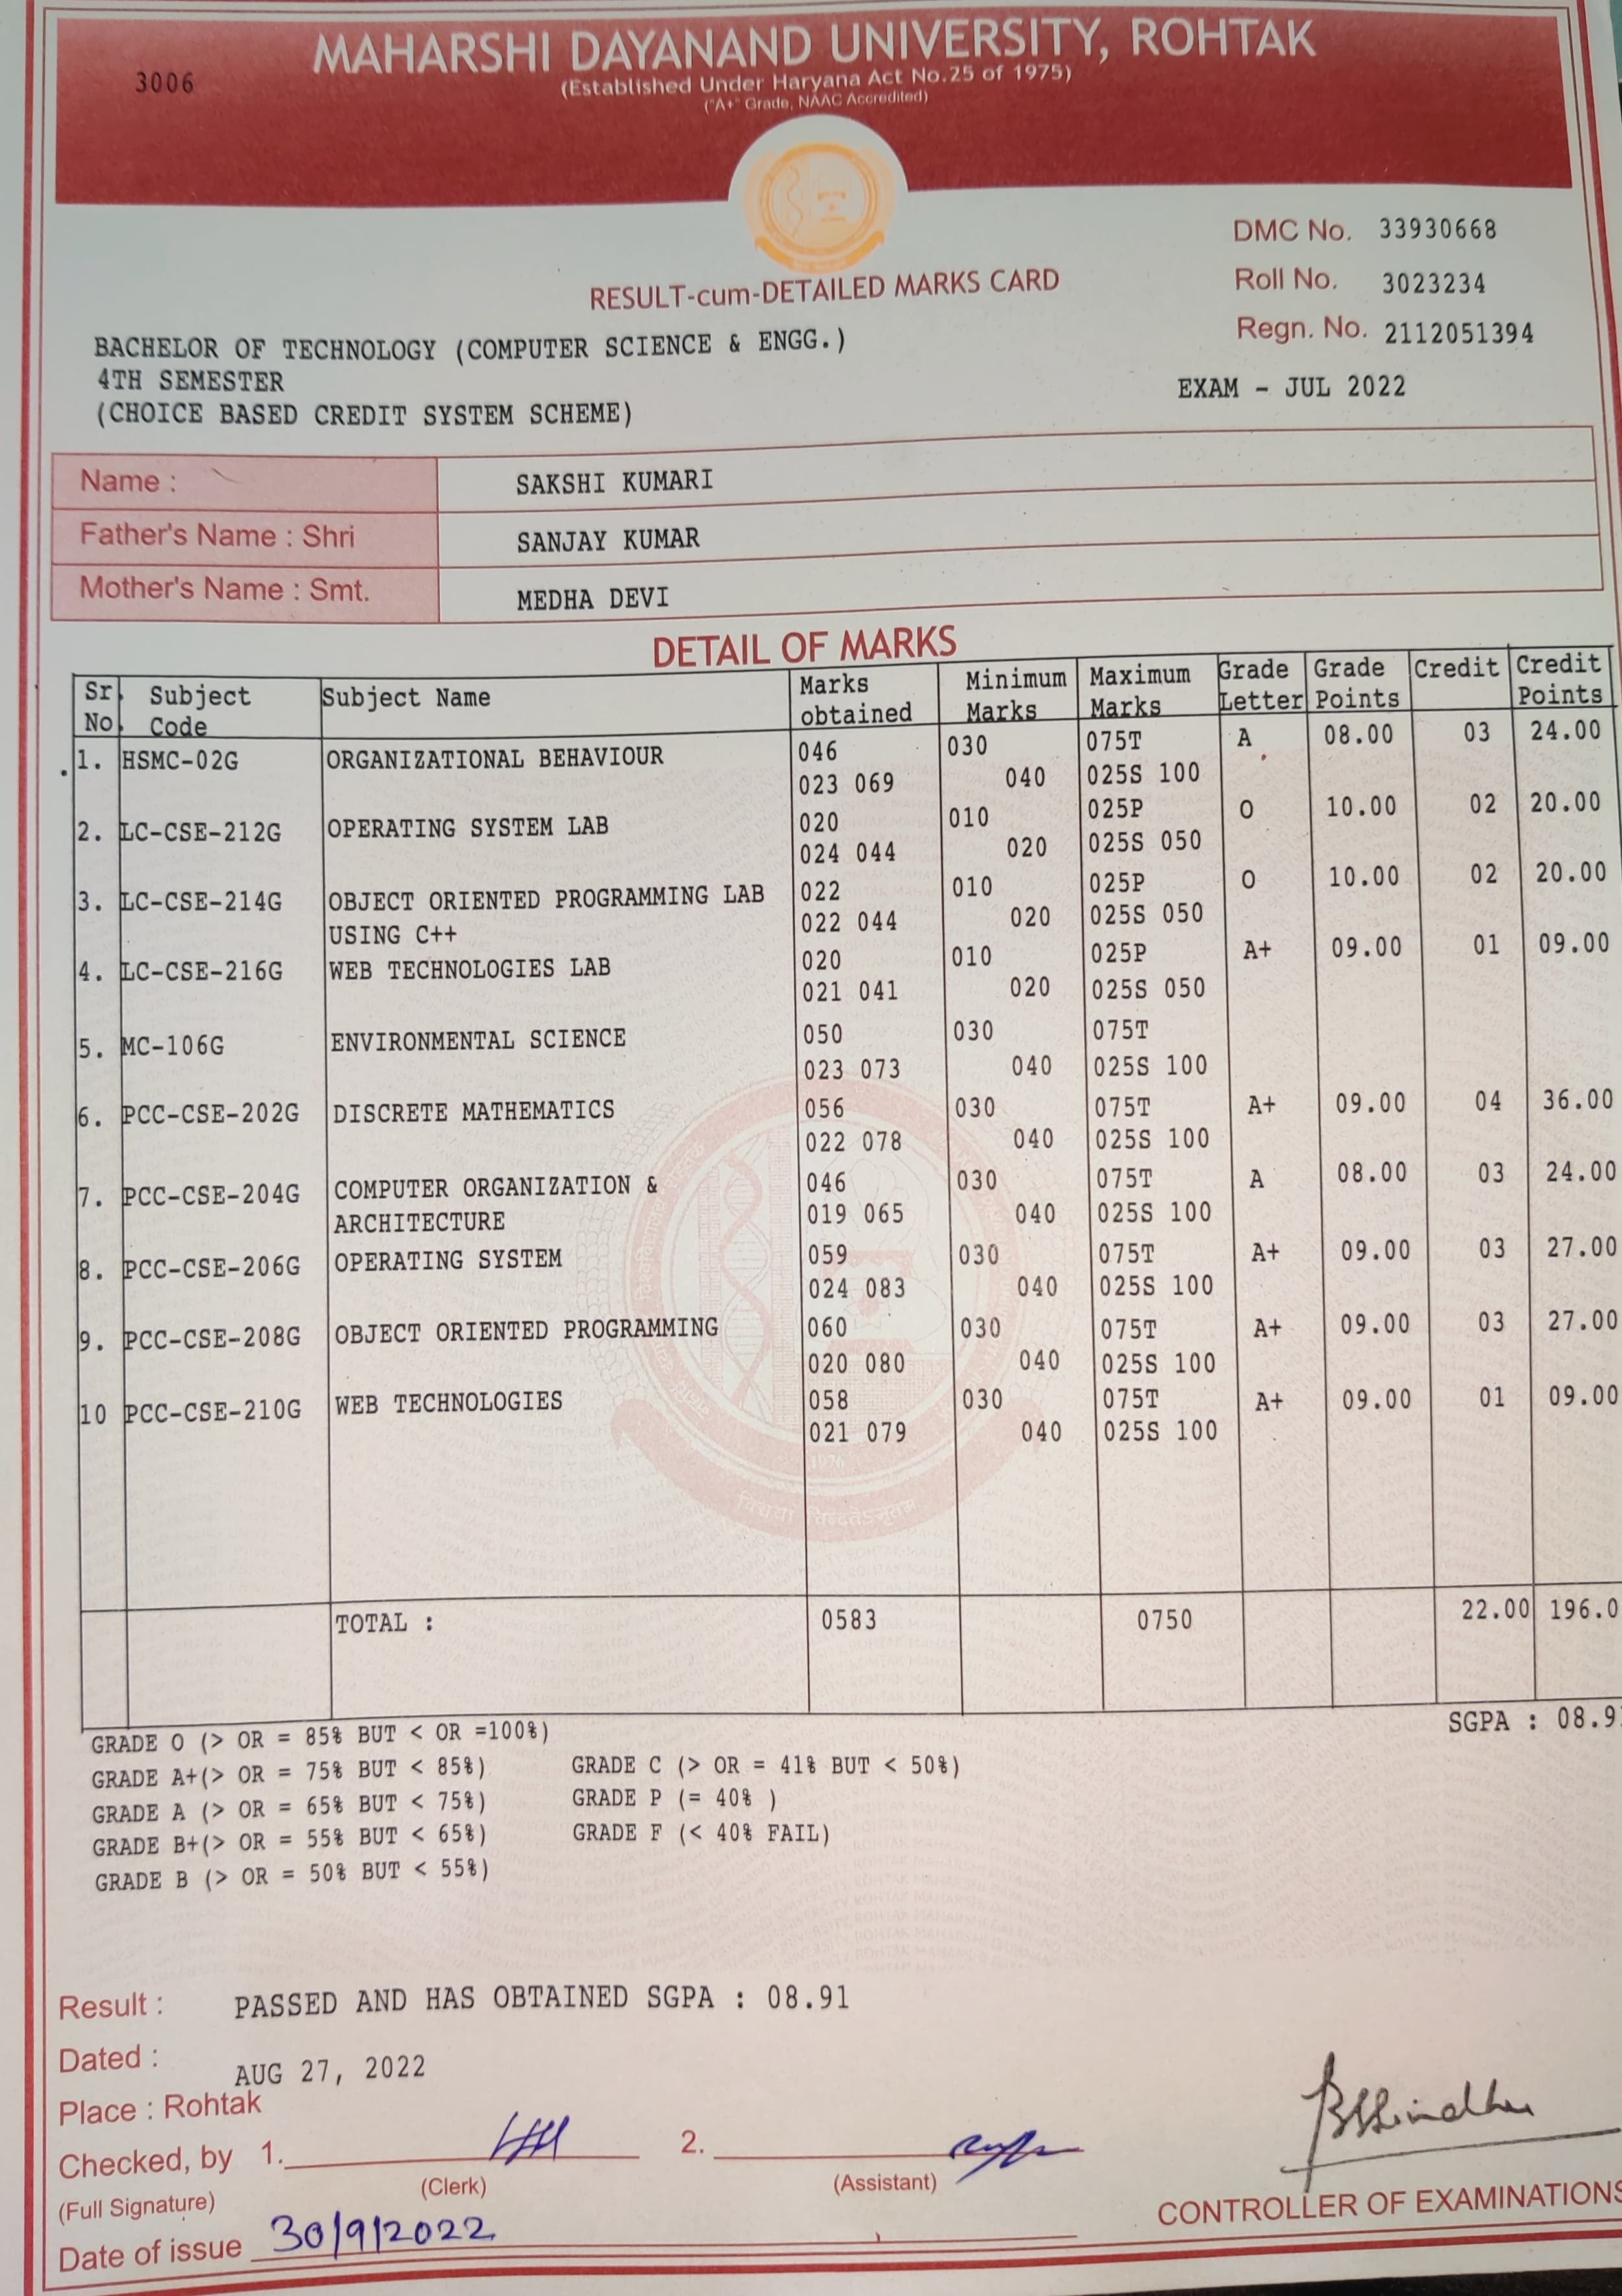 MAHARSHI DAYANAND UNIVERSITY, ROHTAK
3006
(Established Under Haryana Act No.25 of 1975)
("A+" Grade, NAAC Accredited)
DMC No. 33930668
RESULT-cum-DETAILED MARKS CARD
Roll No. 3023234
Regn. No. 2112051394
BACHELOR OF TECHNOLOGY (COMPUTER SCIENCE & ENGG.)
4TH SEMESTER
EXAM - JUL 2022
(CHOICE BASED CREDIT SYSTEM SCHEME)
Name : SAKSHI KUMARI
Father's Name : Shri SANJAY KUMAR
Mother's Name : Smt. MEDHA DEVI
DETAIL OF MARKS
Sr. Subject Subject Name Marks Minimum Maximum Grade Grade Credit Credit
No. Code obtained Marks Marks Letter Points Points
1. HSMC-02G ORGANIZATIONAL BEHAVIOUR 046 030 075T A 08.00 03 24.00
023 069 040 025S 100
2. LC-CSE-212G OPERATING SYSTEM LAB 020 010 025P O 10.00 02 20.00
024 044 020 025S 050
3. LC-CSE-214G OBJECT ORIENTED PROGRAMMING LAB 022 010 025P O 10.00 02 20.00
USING C++ 022 044 020 025S 050
4. LC-CSE-216G WEB TECHNOLOGIES LAB 020 010 025P A+ 09.00 01 09.00
021 041 020 025S 050
5. MC-106G ENVIRONMENTAL SCIENCE 050 030 075T
023 073 040 025S 100
6. PCC-CSE-202G DISCRETE MATHEMATICS 056 030 075T A+ 09.00 04 36.00
022 078 040 025S 100
7. PCC-CSE-204G COMPUTER ORGANIZATION & 046 030 075T A 08.00 03 24.00
ARCHITECTURE 019 065 040 025S 100
8. PCC-CSE-206G OPERATING SYSTEM 059 030 075T A+ 09.00 03 27.00
024 083 040 025S 100
9. PCC-CSE-208G OBJECT ORIENTED PROGRAMMING 060 030 075T A+ 09.00 03 27.00
020 080 040 025S 100
10 PCC-CSE-210G WEB TECHNOLOGIES 058 030 075T A+ 09.00 01 09.00
021 079 040 025S 100
1976
TOTAL : 0583 0750 22.00 196.0
SGPA : 08.9
GRADE O (> OR = 85% BUT < OR =100%)
GRADE A+(> OR = 75% BUT < 85%) GRADE C (> OR = 41% BUT < 50%)
GRADE A (> OR = 65% BUT < 75%) GRADE P (= 40% )
GRADE B+(> OR = 55% BUT < 65%) GRADE F (< 40% FAIL)
GRADE B (> OR = 50% BUT < 55%)
Result : PASSED AND HAS OBTAINED SGPA : 08.91
Dated : AUG 27, 2022
Place : Rohtak
Checked, by 1. 2.
(Full Signature) (Clerk) (Assistant)
CONTROLLER OF EXAMINATIONS
Date of issue 30/9/2022